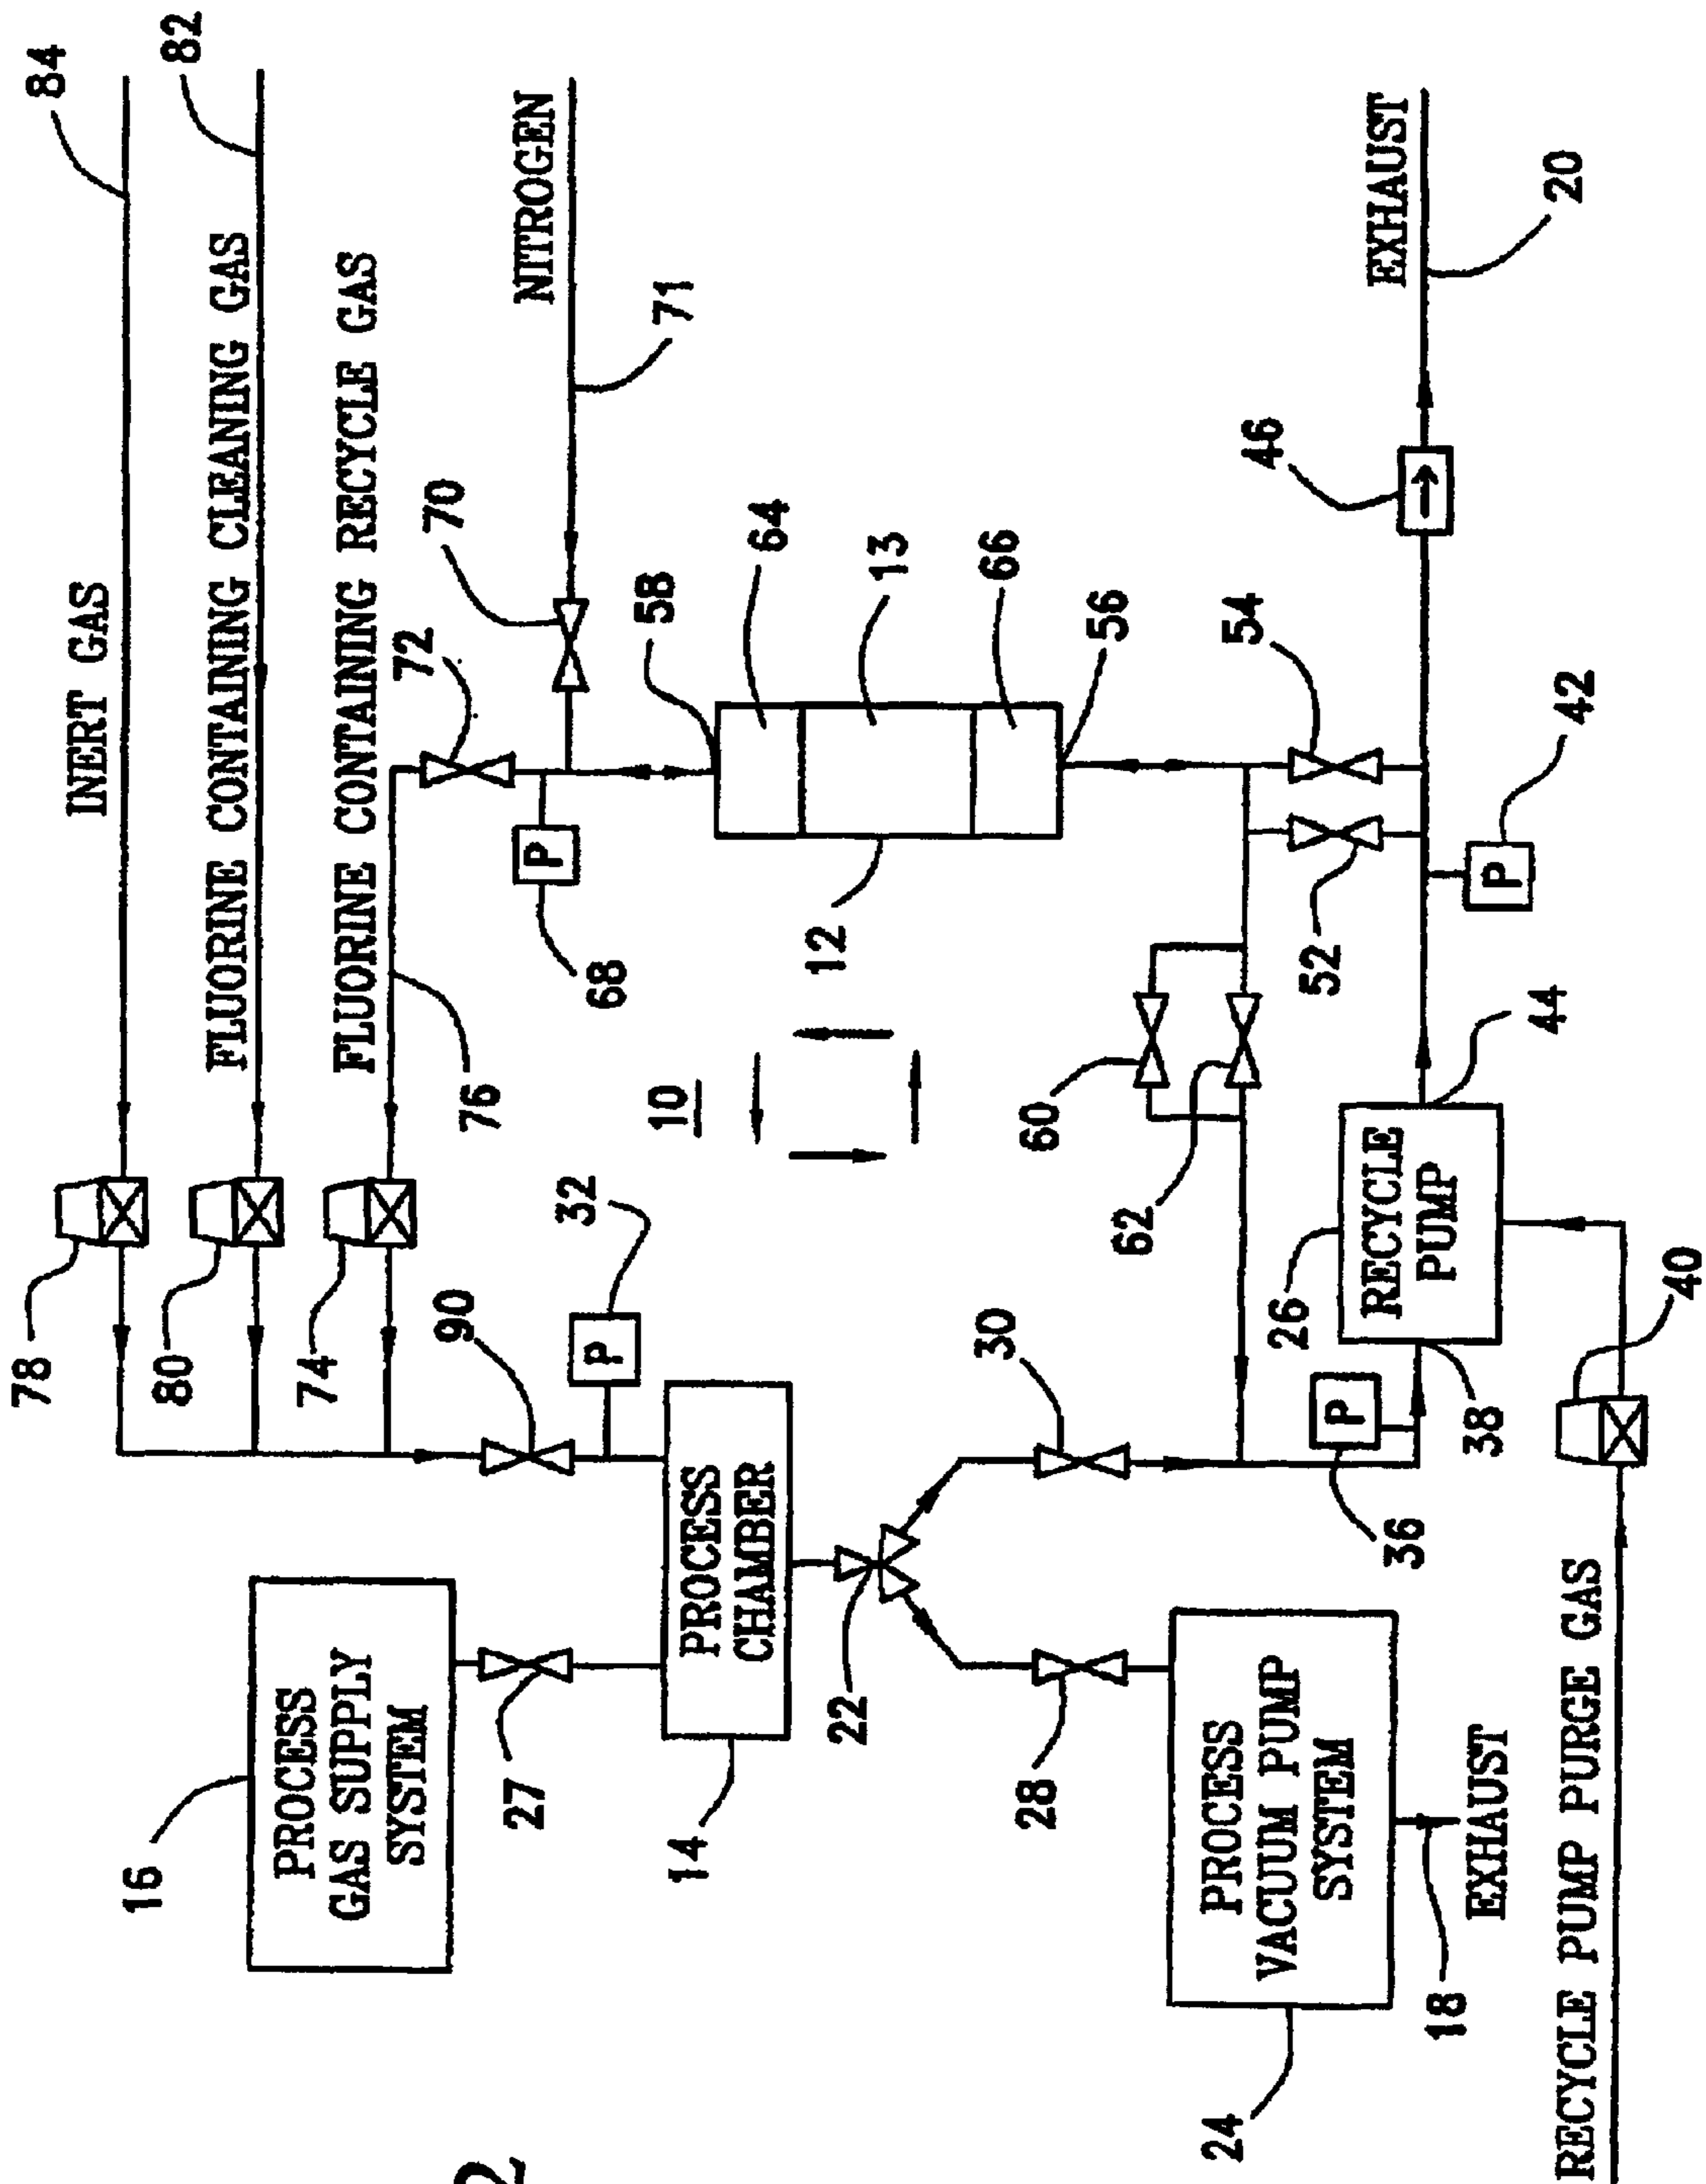 84
INERT GAS
82
FLUORINE CONTAINING CLEANING GAS
FLUORINE CONTAINING RECYCLE GAS
NITROGEN
71
70
72
76
P
68
78
80
74
90
P
32
58
64
13
66
56
12
10
16
PROCESS
GAS SUPPLY
SYSTEM
27
PROCESS
CHAMBER
14
22
28
30
60
62
52
54
46
EXHAUST
20
P
42
44
RECYCLE
PUMP
26
38
P
36
40
PROCESS
VACUUM PUMP
SYSTEM
24
18
EXHAUST
RECYCLE PUMP PURGE GAS
2